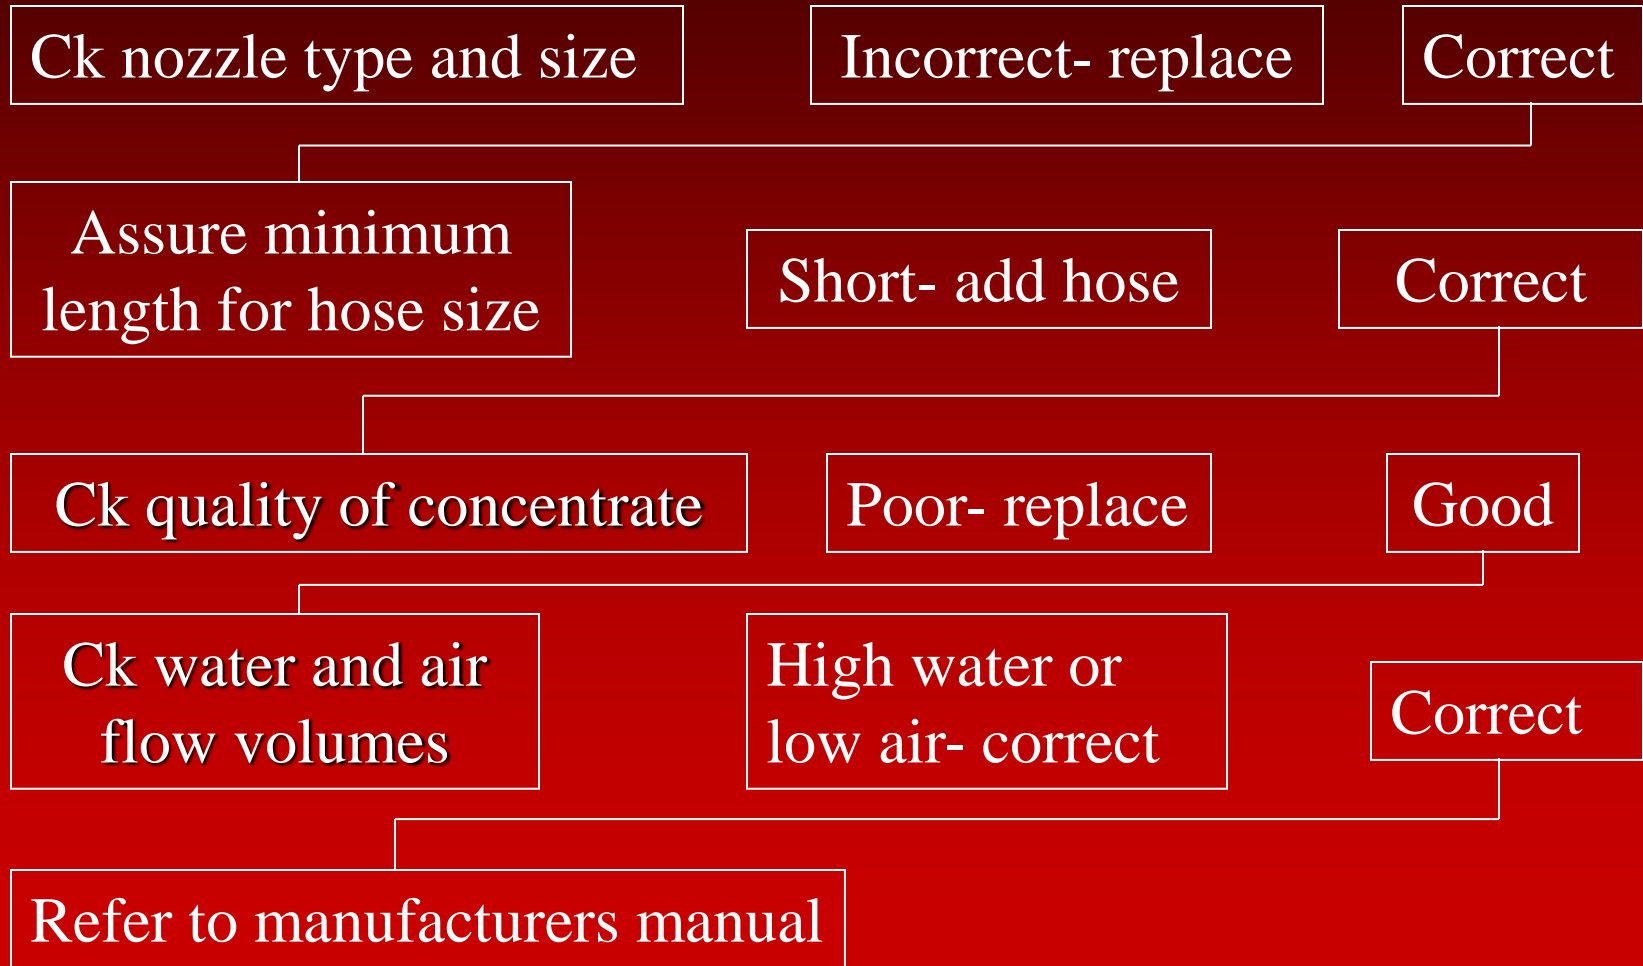 Ck nozzle type and size
Incorrect- replace
Correct
Assure minimum
length for hose size
Short- add hose
Correct
Ck quality of concentrate
Poor- replace
Good
Ck water and air
flow volumes
High water or
low air- correct
Correct
Refer to manufacturers manual